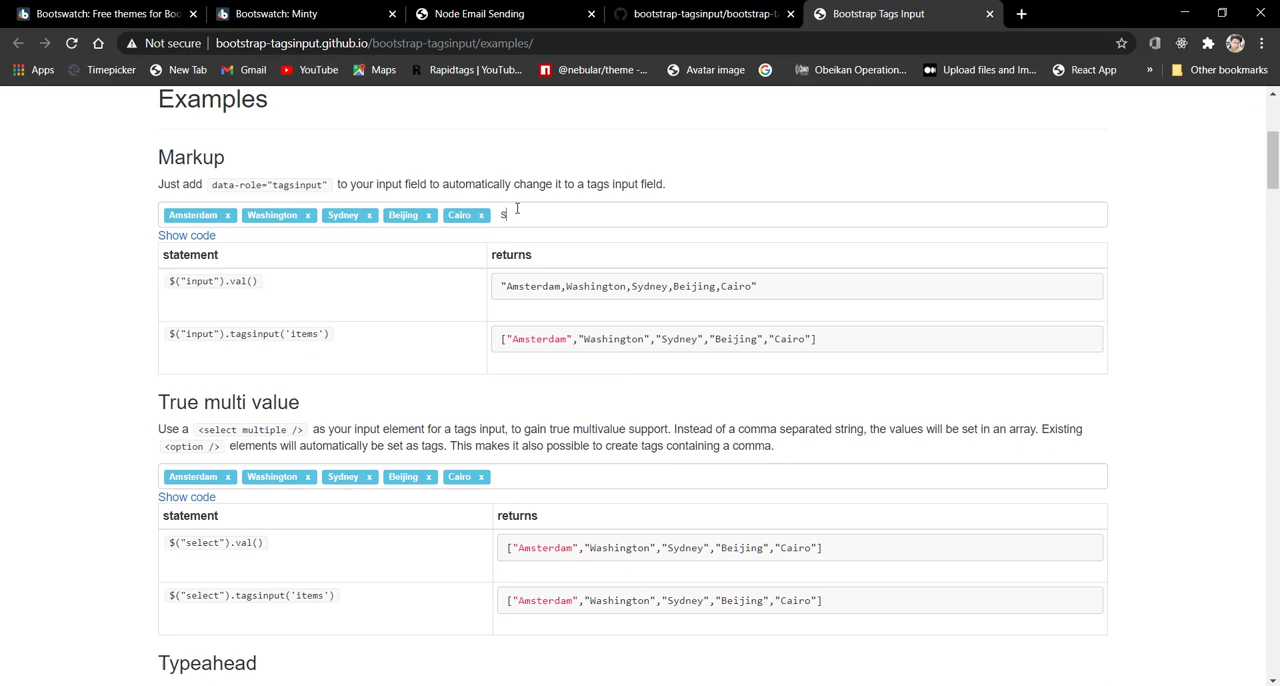 Bootswatch: Free themes for Boo
Bootswatch: Minty
Node Email Sending
bootstrap-tagsinput/bootstrap-t
Bootstrap Tags Input
Not secure
bootstrap-tagsinput.github.io/bootstrap-tagsinput/examples/
Apps
Timepicker
New Tab
Gmail
YouTube
Maps
Rapidtags | YouTub...
@nebular/theme -...
Avatar image
Obeikan Operation...
Upload files and Im...
React App
»
Other bookmarks
Examples
Markup
Just add data-role="tagsinput" to your input field to automatically change it to a tags input field.
Amsterdam x Washington x Sydney x Beijing x Cairo x s
Show code
statement returns
$("input").val() "Amsterdam,Washington,Sydney,Beijing,Cairo"
$("input").tagsinput('items') ["Amsterdam","Washington","Sydney","Beijing","Cairo"]
True multi value
Use a <select multiple /> as your input element for a tags input, to gain true multivalue support. Instead of a comma separated string, the values will be set in an array. Existing
<option /> elements will automatically be set as tags. This makes it also possible to create tags containing a comma.
Amsterdam x Washington x Sydney x Beijing x Cairo x
Show code
statement returns
$("select").val() ["Amsterdam","Washington","Sydney","Beijing","Cairo"]
$("select").tagsinput('items') ["Amsterdam","Washington","Sydney","Beijing","Cairo"]
Typeahead